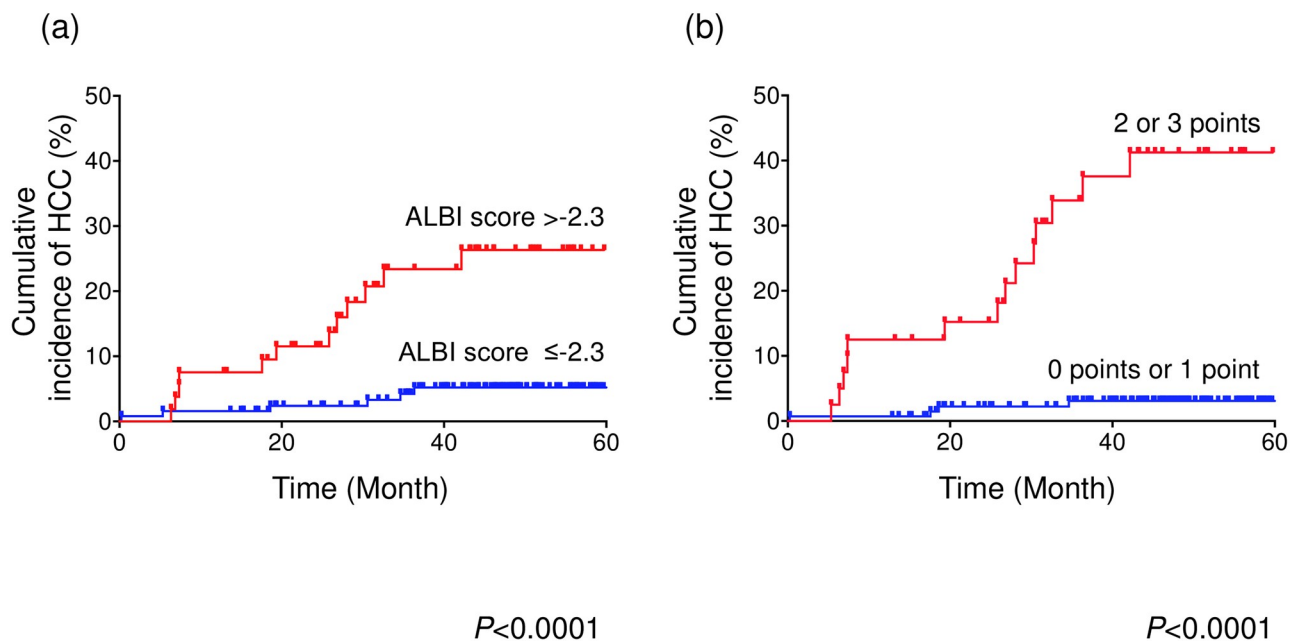 (a)
(b)
Cumulative
incidence of HCC (%)
50
40
30
20
10
0
ALBI score >-2.3
ALBI score ≤-2.3
0
20
40
60
Time (Month)
P<0.0001
Cumulative
incidence of HCC (%)
50
40
30
20
10
0
2 or 3 points
0 points or 1 point
0
20
40
60
Time (Month)
P<0.0001